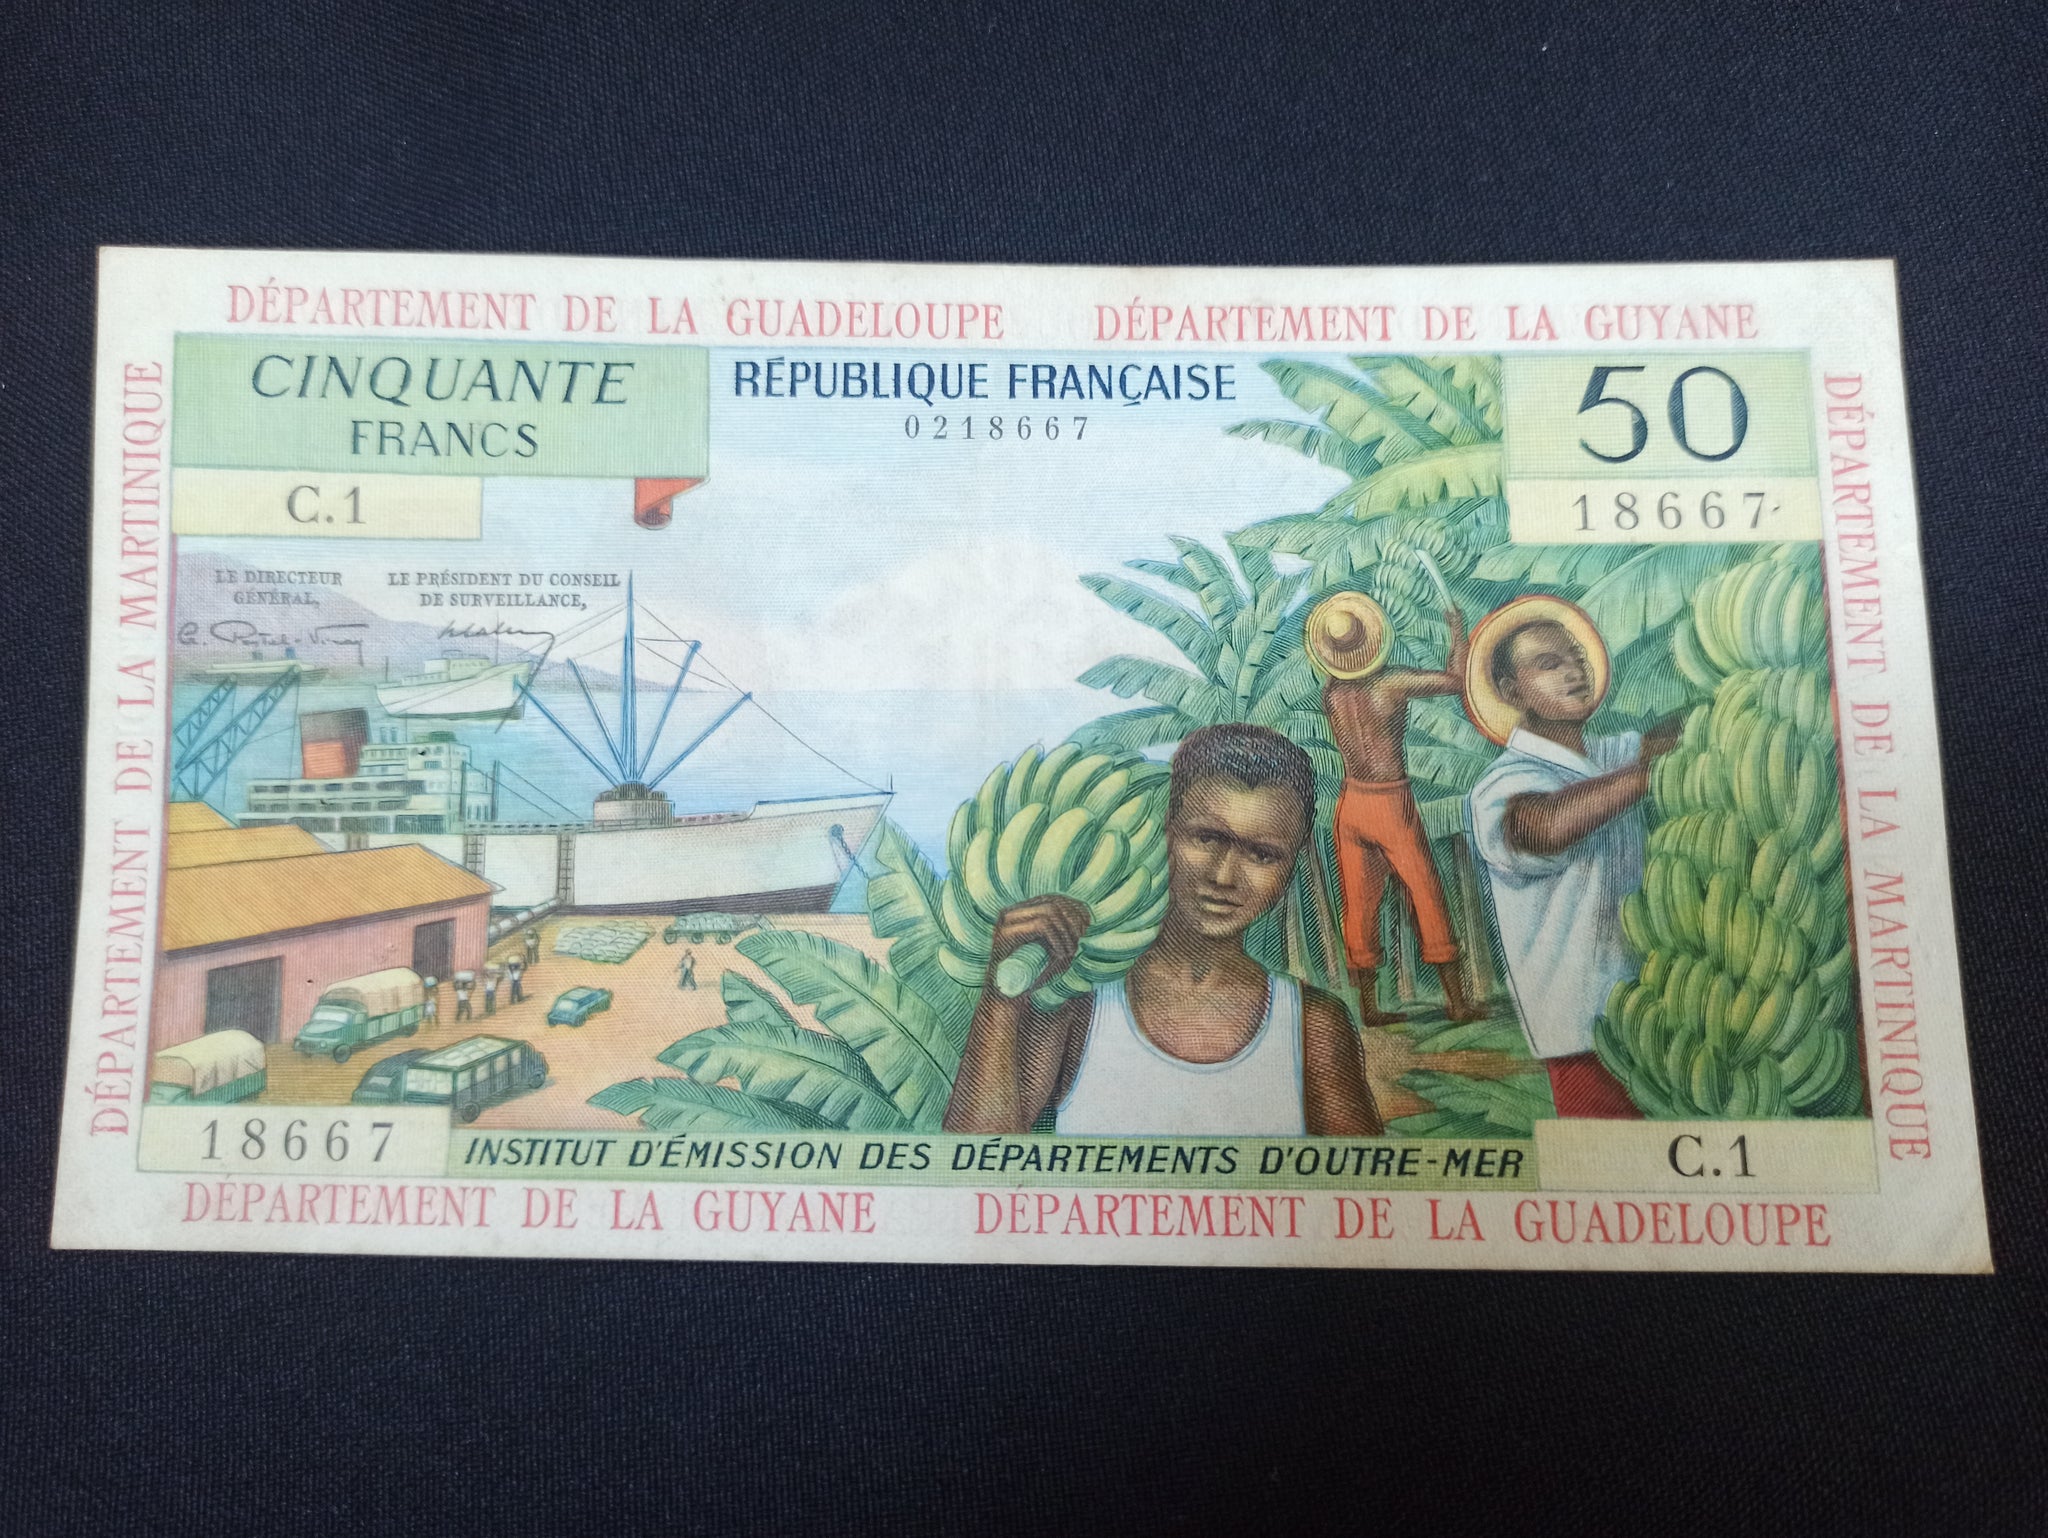 DÉPARTEMENT DE LA GUADELOUPE DÉPARTEMENT DE LA GUYANE
DÉPARTEMENT DE LA MARTINIQUE
CINQUANTE
FRANCS
RÉPUBLIQUE FRANÇAISE
0218667
50
C.1
18667
LE DIRECTEUR
GÉNÉRAL,
LE PRÉSIDENT DU CONSEIL
DE SURVEILLANCE,
DÉPARTEMENT DE LA MARTINIQUE
18667
INSTITUT D'ÉMISSION DES DÉPARTEMENTS D'OUTRE-MER
C.1
DÉPARTEMENT DE LA GUYANE DÉPARTEMENT DE LA GUADELOUPE